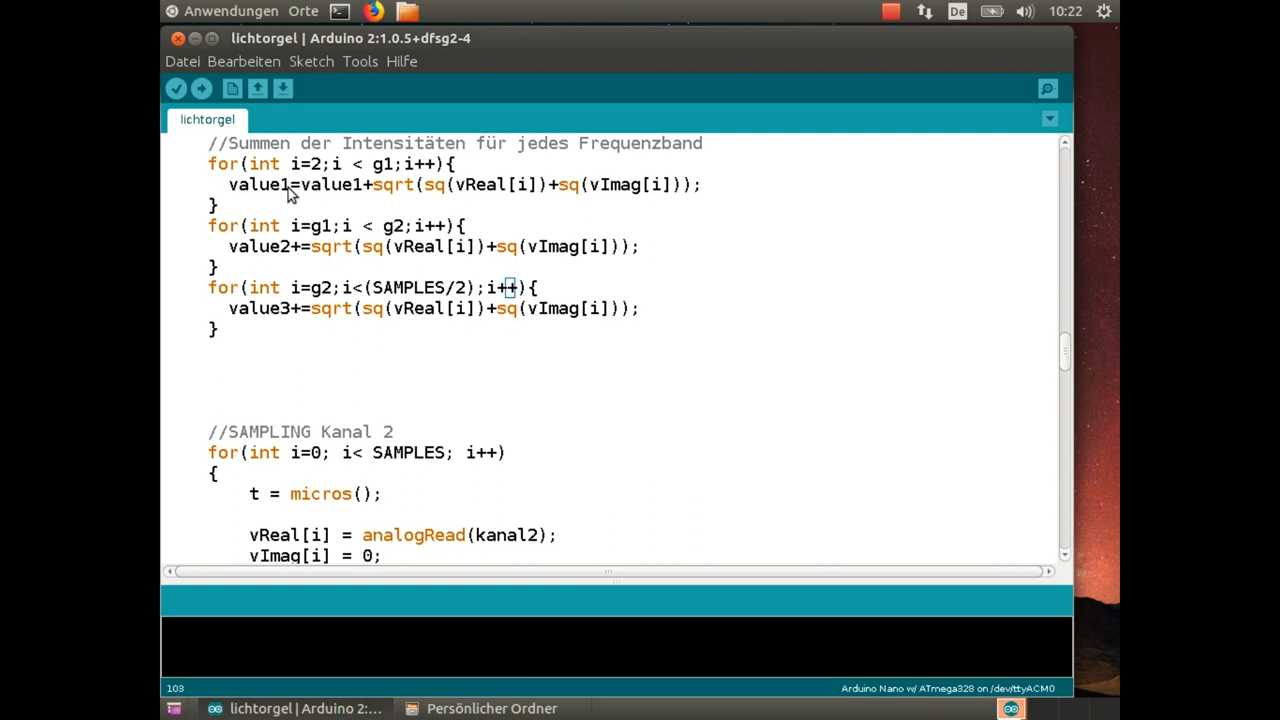 Anwendungen Orte De 10:22
lichtorgel | Arduino 2:1.0.5+dfsg2-4
Datei Bearbeiten Sketch Tools Hilfe
lichtorgel
//Summen der Intensitäten für jedes Frequenzband
for(int i=2;i < g1;i++){
value1=value1+sqrt(sq(vReal[i])+sq(vImag[i]));
}
for(int i=g1;i < g2;i++){
value2+=sqrt(sq(vReal[i])+sq(vImag[i]));
}
for(int i=g2;i<(SAMPLES/2);i++){
value3+=sqrt(sq(vReal[i])+sq(vImag[i]));
}
//SAMPLING Kanal 2
for(int i=0; i< SAMPLES; i++)
{
t = micros();
vReal[i] = analogRead(kanal2);
vImag[i] = 0;
103 Arduino Nano w/ ATmega328 on /dev/ttyACM0
lichtorgel | Arduino 2:... Persönlicher Ordner